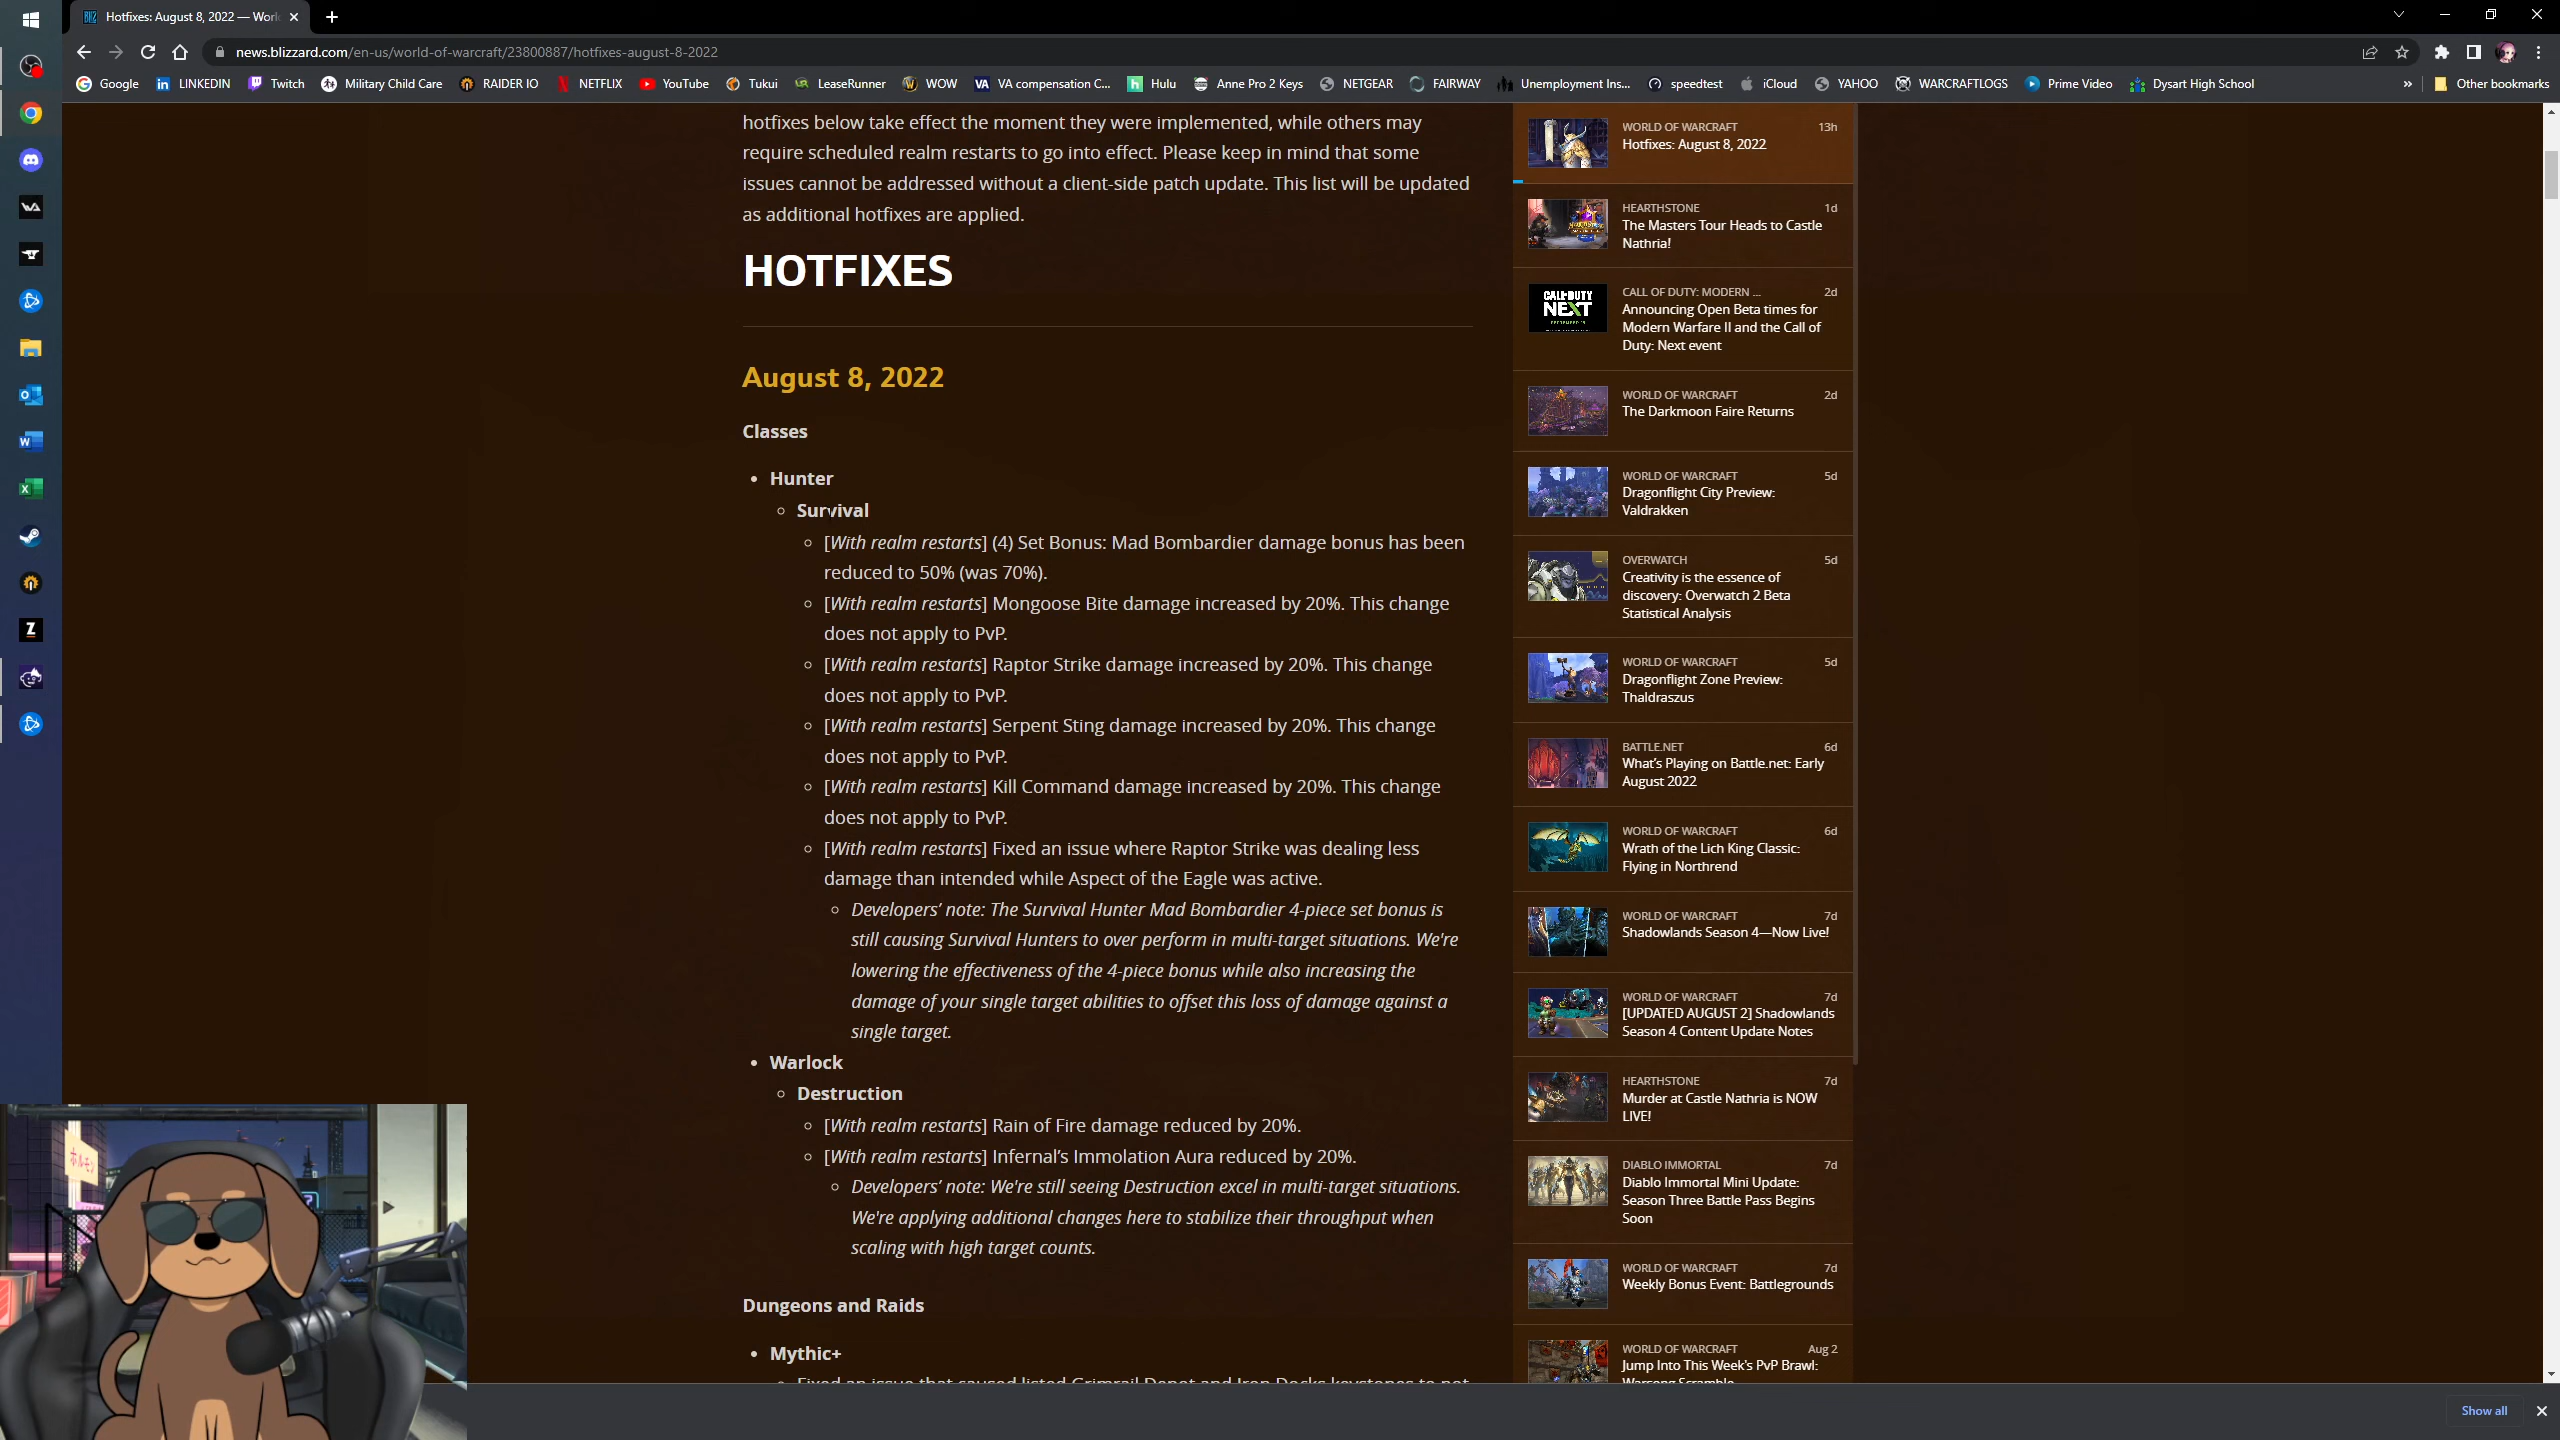 Hotfixes: August 8, 2022 — Worl
news.blizzard.com/en-us/world-of-warcraft/23800887/hotfixes-august-8-2022
Google
LINKEDIN
Twitch
Military Child Care
RAIDER IO
NETFLIX
YouTube
Tukui
LeaseRunner
WOW
VA compensation C...
Hulu
Anne Pro 2 Keys
NETGEAR
FAIRWAY
Unemployment Ins...
speedtest
iCloud
YAHOO
WARCRAFTLOGS
Prime Video
Dysart High School
»
Other bookmarks
hotfixes below take effect the moment they were implemented, while others may
require scheduled realm restarts to go into effect. Please keep in mind that some
issues cannot be addressed without a client-side patch update. This list will be updated
as additional hotfixes are applied.
HOTFIXES
August 8, 2022
Classes
• Hunter
Survival
[With realm restarts] (4) Set Bonus: Mad Bombardier damage bonus has been
reduced to 50% (was 70%).
[With realm restarts] Mongoose Bite damage increased by 20%. This change
does not apply to PvP.
[With realm restarts] Raptor Strike damage increased by 20%. This change
does not apply to PvP.
[With realm restarts] Serpent Sting damage increased by 20%. This change
does not apply to PvP.
[With realm restarts] Kill Command damage increased by 20%. This change
does not apply to PvP.
[With realm restarts] Fixed an issue where Raptor Strike was dealing less
damage than intended while Aspect of the Eagle was active.
Developers’ note: The Survival Hunter Mad Bombardier 4-piece set bonus is
still causing Survival Hunters to over perform in multi-target situations. We're
lowering the effectiveness of the 4-piece bonus while also increasing the
damage of your single target abilities to offset this loss of damage against a
single target.
• Warlock
Destruction
[With realm restarts] Rain of Fire damage reduced by 20%.
[With realm restarts] Infernal’s Immolation Aura reduced by 20%.
Developers’ note: We're still seeing Destruction excel in multi-target situations.
We're applying additional changes here to stabilize their throughput when
scaling with high target counts.
Dungeons and Raids
• Mythic+
Fixed an issue that caused listed Grimrail Depot and Iron Docks keystones to not
WORLD OF WARCRAFT 13h
Hotfixes: August 8, 2022
HEARTHSTONE 1d
The Masters Tour Heads to Castle
Nathria!
CALL OF DUTY
NEXT
CALL OF DUTY: MODERN ... 2d
Announcing Open Beta times for
Modern Warfare II and the Call of
Duty: Next event
WORLD OF WARCRAFT 2d
The Darkmoon Faire Returns
WORLD OF WARCRAFT 5d
Dragonflight City Preview:
Valdrakken
OVERWATCH 5d
Creativity is the essence of
discovery: Overwatch 2 Beta
Statistical Analysis
WORLD OF WARCRAFT 5d
Dragonflight Zone Preview:
Thaldraszus
BATTLE.NET 6d
What’s Playing on Battle.net: Early
August 2022
WORLD OF WARCRAFT 6d
Wrath of the Lich King Classic:
Flying in Northrend
WORLD OF WARCRAFT 7d
Shadowlands Season 4—Now Live!
WORLD OF WARCRAFT 7d
[UPDATED AUGUST 2] Shadowlands
Season 4 Content Update Notes
HEARTHSTONE 7d
Murder at Castle Nathria is NOW
LIVE!
DIABLO IMMORTAL 7d
Diablo Immortal Mini Update:
Season Three Battle Pass Begins
Soon
WORLD OF WARCRAFT 7d
Weekly Bonus Event: Battlegrounds
WORLD OF WARCRAFT Aug 2
Jump Into This Week’s PvP Brawl:
Warsong Scramble
ホルモン
Show all